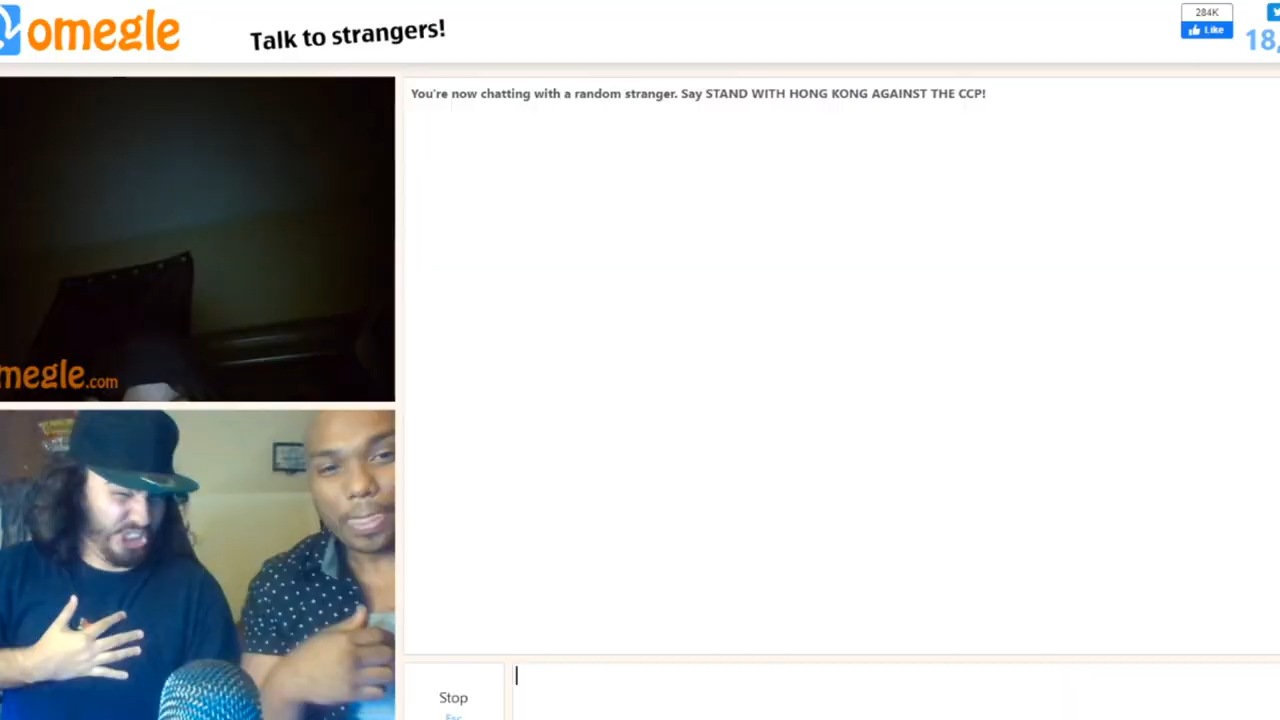 omegle
Talk to strangers!
284K
Like
18,
You're now chatting with a random stranger. Say STAND WITH HONG KONG AGAINST THE CCP!
megle.com
Stop
Esc